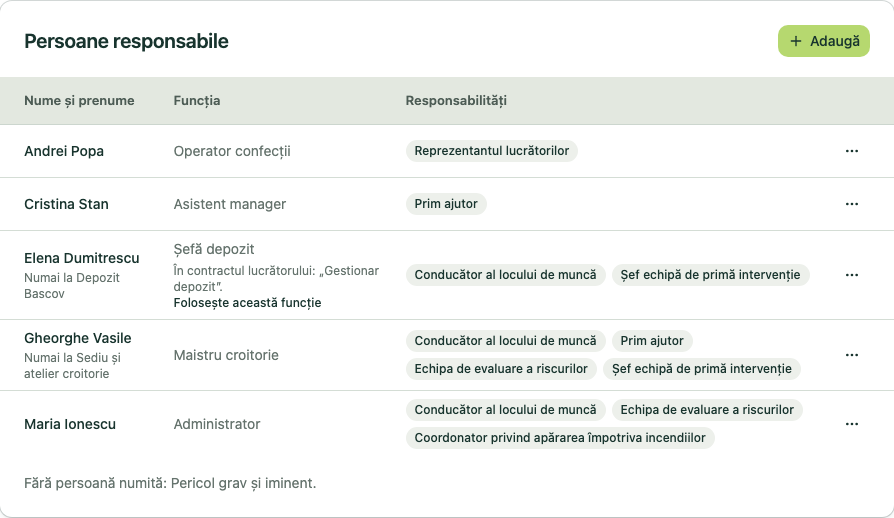 Persoane responsabile
+ Adaugă
Nume și prenume Funcția Responsabilități
Andrei Popa Operator confecții Reprezentantul lucrătorilor
Cristina Stan Asistent manager Prim ajutor
Elena Dumitrescu
Numai la Depozit
Bascov
Șefă depozit
În contractul lucrătorului: „Gestionar
depozit”.
Folosește această funcție
Conducător al locului de muncă Șef echipă de primă intervenție
Gheorghe Vasile
Numai la Sediu și
atelier croitorie
Maistru croitorie
Conducător al locului de muncă Prim ajutor
Echipa de evaluare a riscurilor Șef echipă de primă intervenție
Maria Ionescu
Administrator
Conducător al locului de muncă Echipa de evaluare a riscurilor
Coordonator privind apărarea împotriva incendiilor
Fără persoană numită: Pericol grav și iminent.